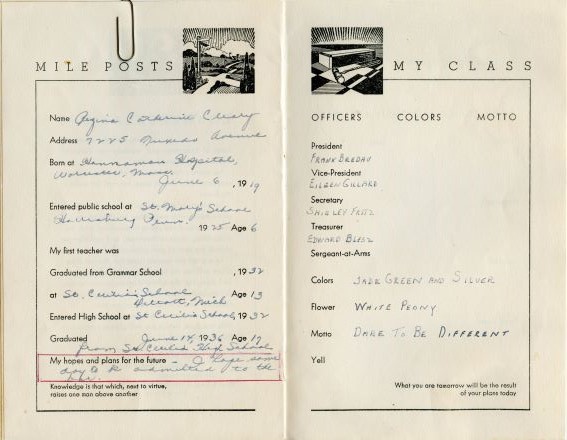 MILE POSTS
Name Regina Catherine Cleary
Address 7225 Avenue
Born at Hannaman Hospital,
Worcester, Mass.
June 6, 1919
Entered public school at St. Mary's School
Harrisburg Penn. 1925 Age 6
My first teacher was
Graduated from Grammar School , 1932
at St. Cecilia's School Age 13
Detroit, Mich
Entered High School at St Cecilia School, 1932
Graduated June 14, 1936 Age 17
from St Cecilia High School
My hopes and plans for the future – I hope some
day to be admitted to the
bar.
Knowledge is that which, next to virtue,
raises one man above another
MY CLASS
OFFICERS COLORS MOTTO
President
FRANK BREDAU
Vice-President
EILEEN GILLARD
Secretary
SHIRLEY FRITZ
Treasurer
EDWARD
Sergeant-at-Arms
Colors JADE GREEN AND SILVER
Flower WHITE PEONY
Motto DARE TO BE DIFFERENT
Yell
What you are tomorrow will be the result
of your plans today